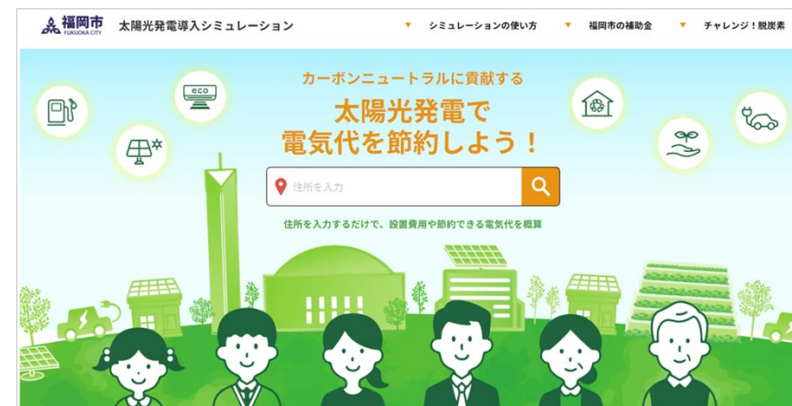 福岡市
FUKUOKA CITY
太陽光発電導入シミュレーション
シミュレーションの使い方
福岡市の補助金
チャレンジ！脱炭素
eco
カーボンニュートラルに貢献する
太陽光発電で
電気代を節約しよう！
住所を入力
住所を入力するだけで、設置費用や節約できる電気代を概算